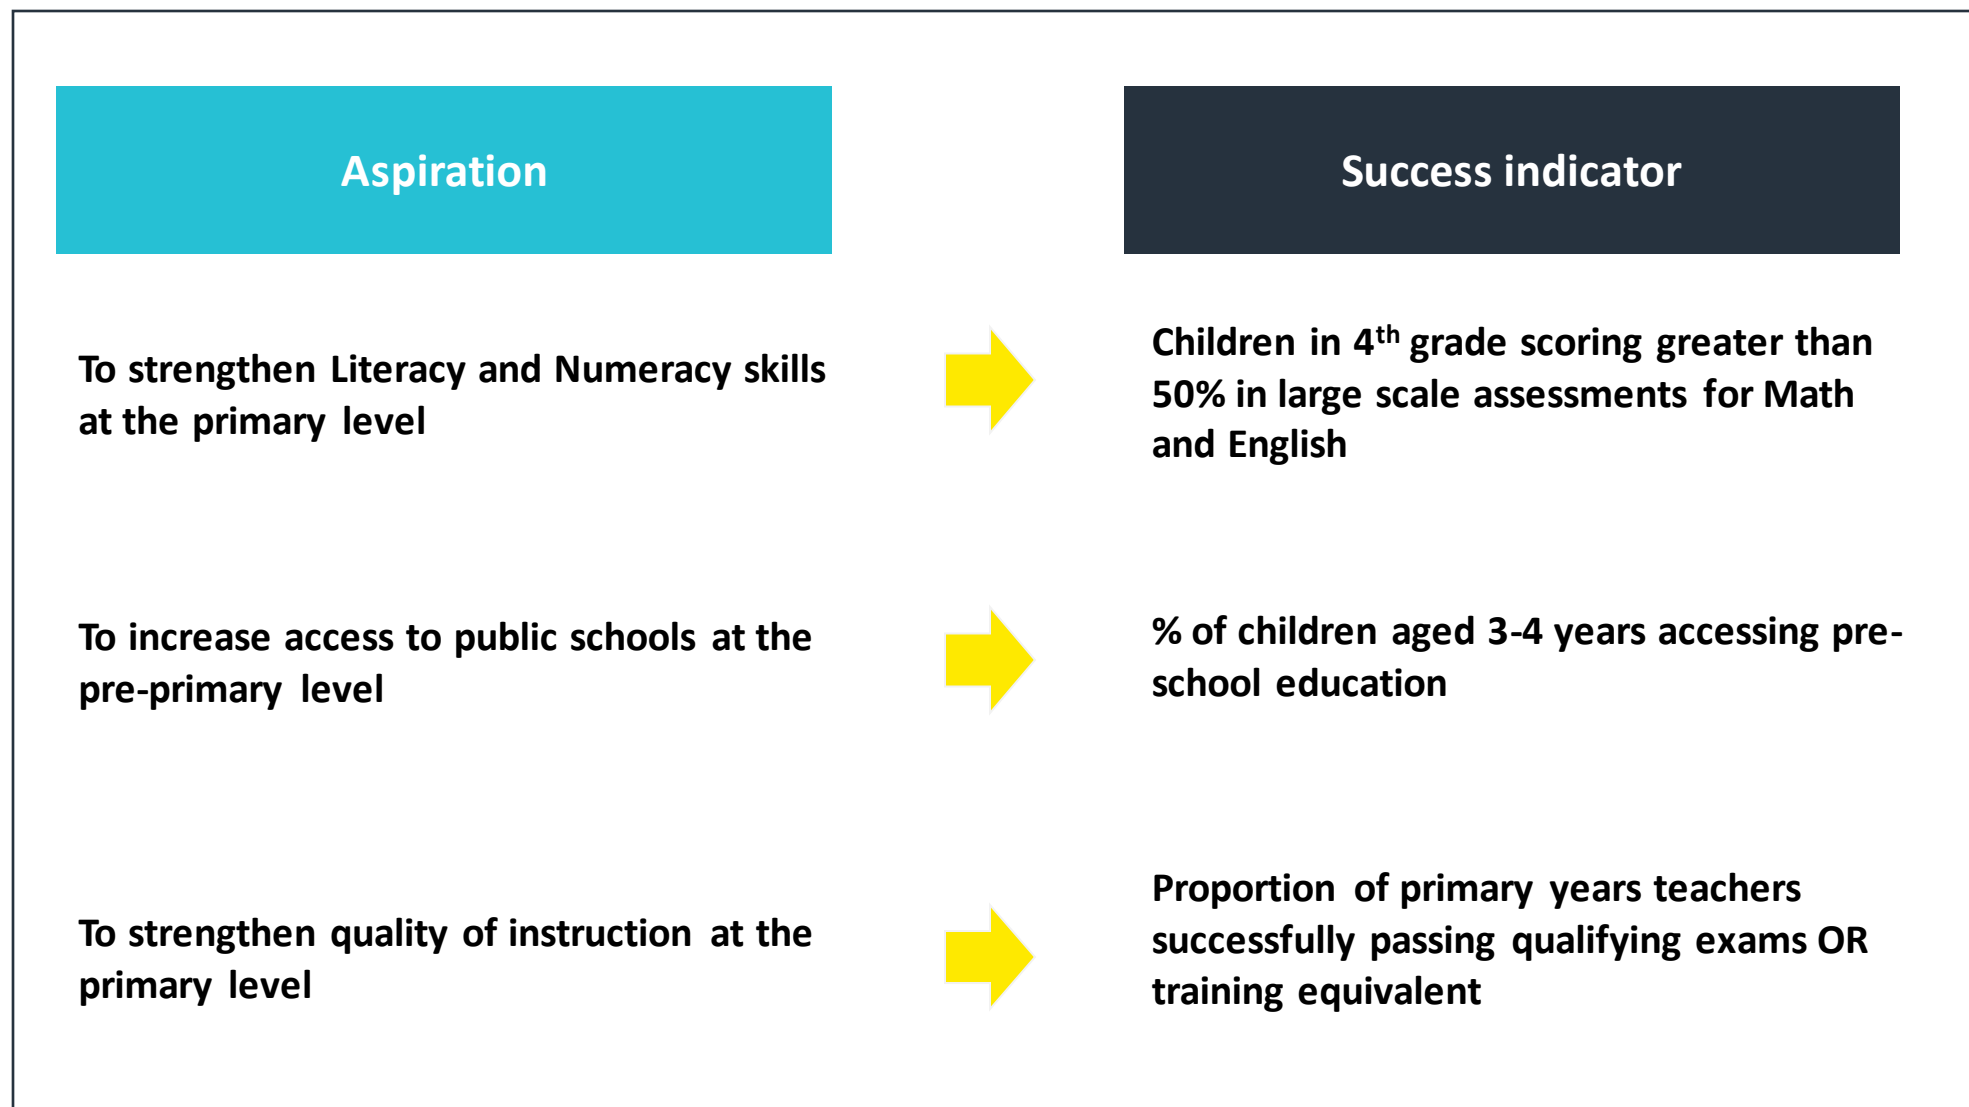 Aspiration
Success indicator
To strengthen Literacy and Numeracy skills
at the primary level
Children in 4th grade scoring greater than
50% in large scale assessments for Math
and English
To increase access to public schools at the
pre-primary level
% of children aged 3-4 years accessing pre-
school education
To strengthen quality of instruction at the
primary level
Proportion of primary years teachers
successfully passing qualifying exams OR
training equivalent